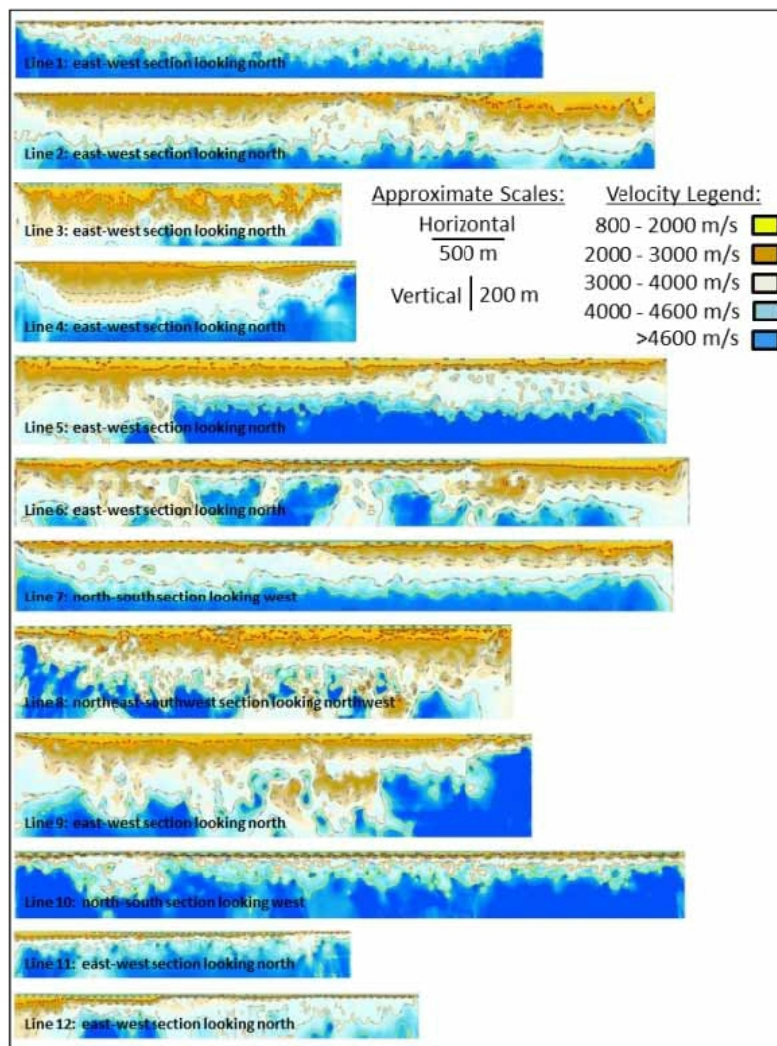 Line 1: east-west section looking north
Line 2: east-west section looking north
Line 3: east-west section looking north
Approximate Scales:
Horizontal
500 m
Vertical
200 m
Velocity Legend:
800 - 2000 m/s
2000 - 3000 m/s
3000 - 4000 m/s
4000 - 4600 m/s
>4600 m/s
Line 4: east-west section looking north
Line 5: east-west section looking north
Line 6: east-west section looking north
Line 7: north-south section looking west
Line 8: northeast-southwest section looking northwest
Line 9: east-west section looking north
Line 10: north-south section looking west
Line 11: east-west section looking north
Line 12: east-west section looking north